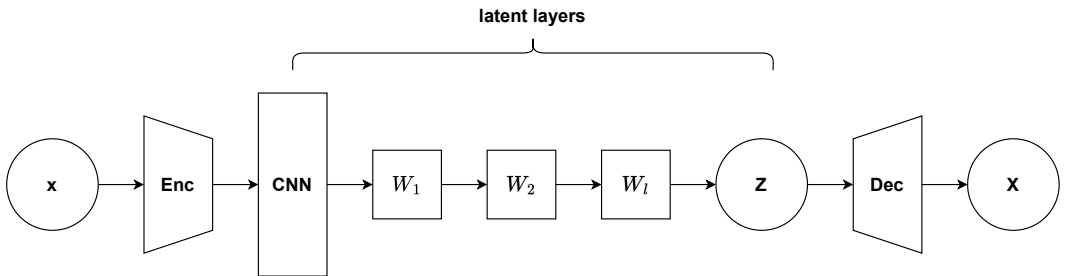 latent layers
x
Enc
CNN
W₁
W₂
Wₗ
Z
Dec
X